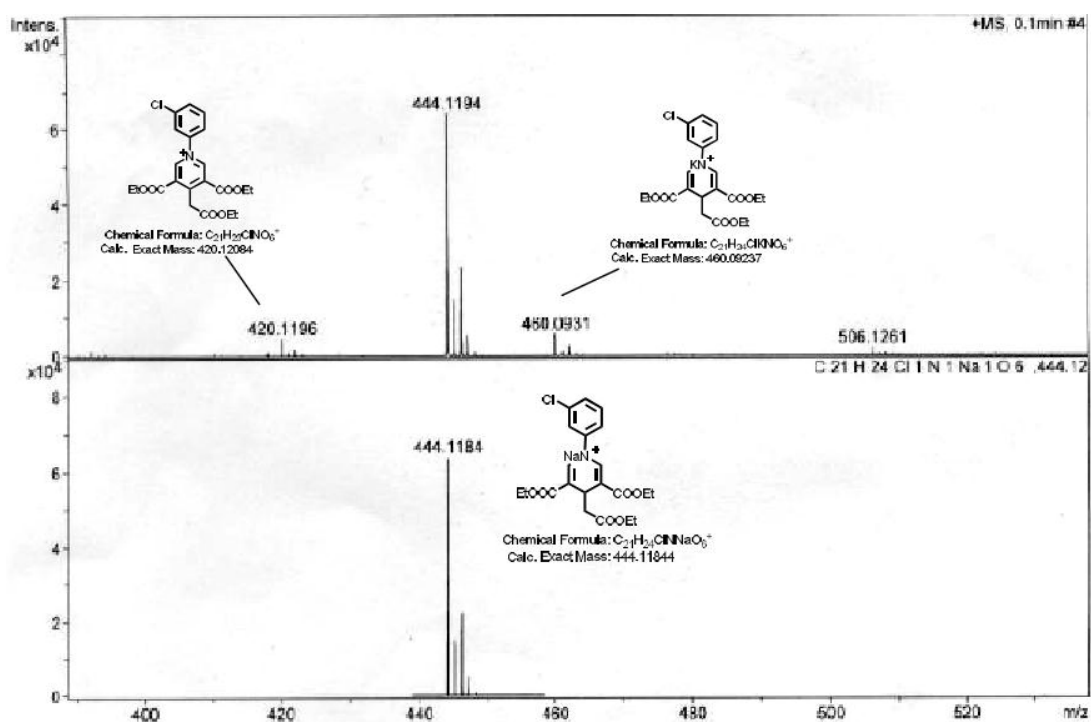 Intens.
x10⁴
+MS, 0.1min #4
6
4
2
0
444.1194
420.1196
460.0931
506.1261
Cl
N
+
EtOOC
COOEt
COOEt
Chemical Formula: C₂₁H₂₃ClNO₆⁺
Calc. Exact Mass: 420.12084
Cl
KN
+
EtOOC
COOEt
COOEt
Chemical Formula: C₂₁H₂₄ClKNO₆⁺
Calc. Exact Mass: 460.09237
x10⁴
C 21 H 24 Cl 1 N 1 Na 1 O 6 ,444.12
8
6
4
2
0
444.1184
Cl
NaN
+
EtOOC
COOEt
COOEt
Chemical Formula: C₂₁H₂₄ClNNaO₆⁺
Calc. Exact Mass: 444.11844
400
420
440
460
480
500
520
m/z